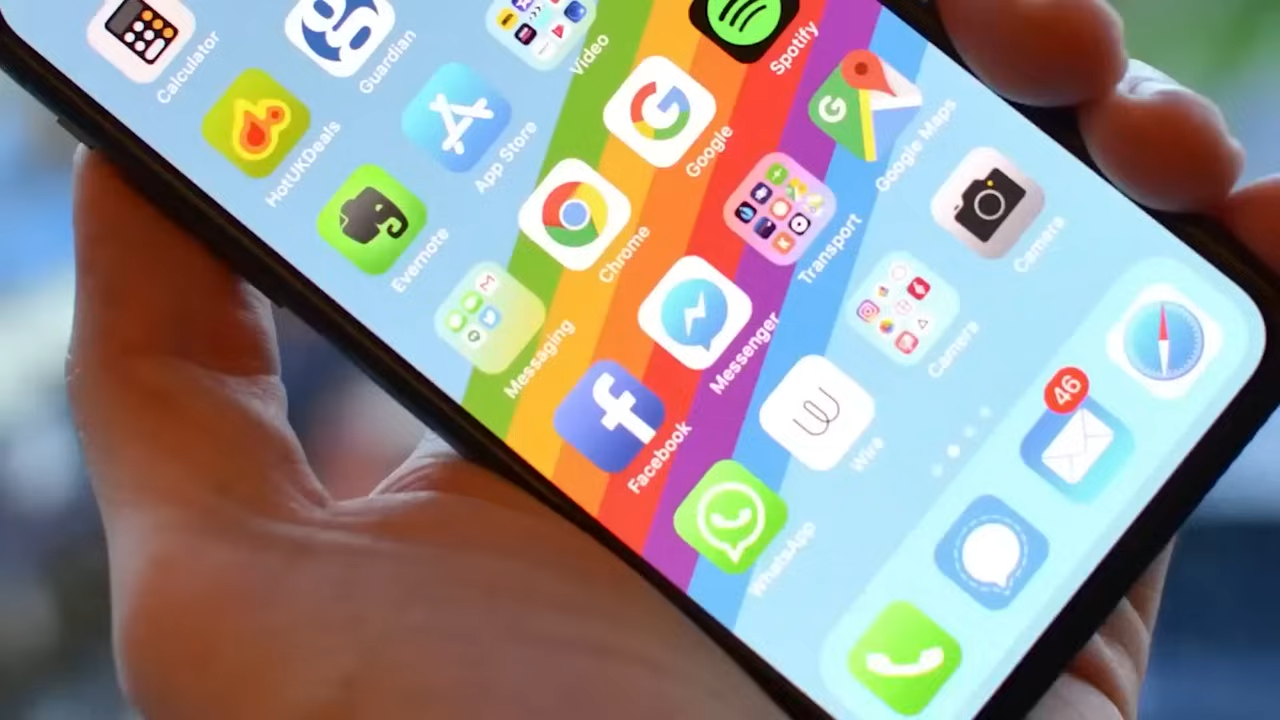 Calculator
HotUKDeals
Guardian
Evernote
App Store
Video
Messaging
Chrome
Google
Spotify
Facebook
Messenger
Transport
Google Maps
WhatsApp
Wire
Camera
Camera
46